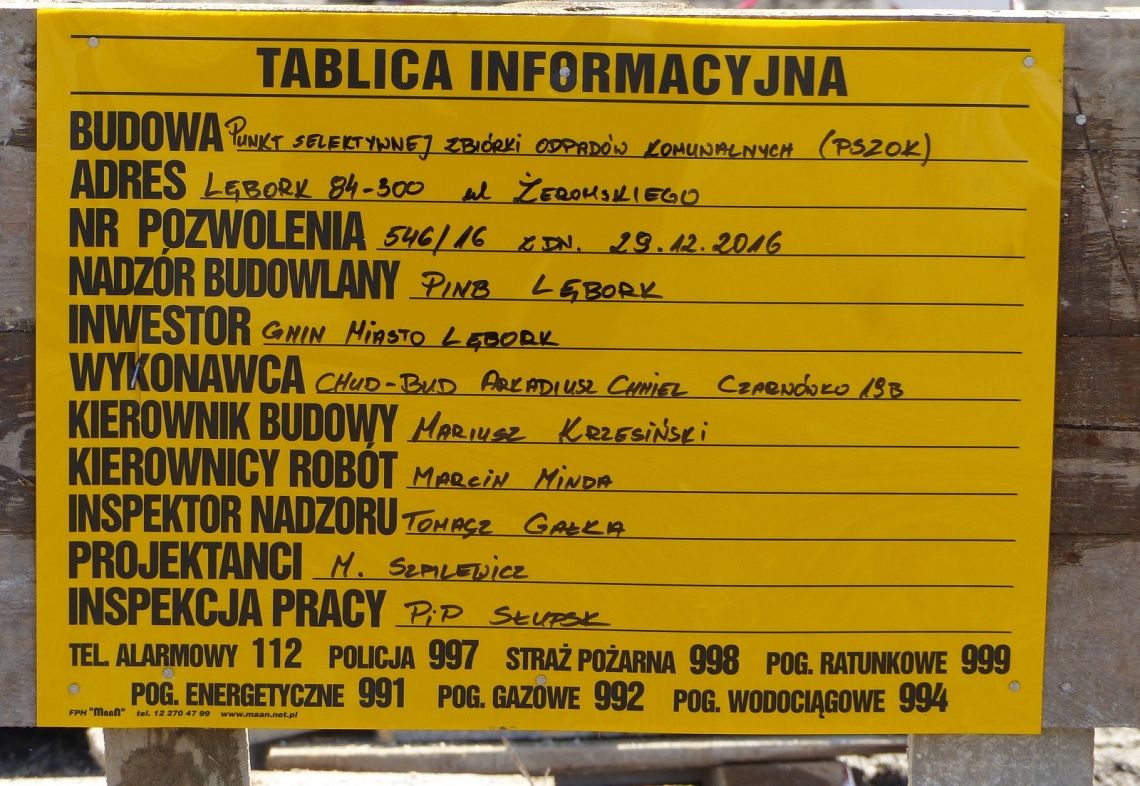 TABLICA INFORMACYJNA
BUDOWA PUNKT SELEKTYWNEJ ZBIÓRKI ODPADÓW KOMUNALNYCH (PSZOK)
ADRES LĘBORK 84-300 ul ŻEROMSKIEGO
NR POZWOLENIA 546/16 z DN. 29.12.2016
NADZÓR BUDOWLANY PINB LĘBORK
INWESTOR GMIN MIASTO LĘBORK
WYKONAWCA CHUD-BUD ARKADIUSZ CHMIEL CZARNÓWKO 19B
KIEROWNIK BUDOWY MARIUSZ KRZESIŃSKI
KIEROWNICY ROBÓT MARCIN MINDA
INSPEKTOR NADZORU TOMASZ GAŁKA
PROJEKTANCI M. SZPILEWICZ
INSPEKCJA PRACY PiP SŁUPSK
TEL. ALARMOWY 112 POLICJA 997 STRAŻ POŻARNA 998 POG. RATUNKOWE 999
POG. ENERGETYCZNE 991 POG. GAZOWE 992 POG. WODOCIĄGOWE 994
FPH "MaaN" tel. 12 270 47 99 www.maan.net.pl